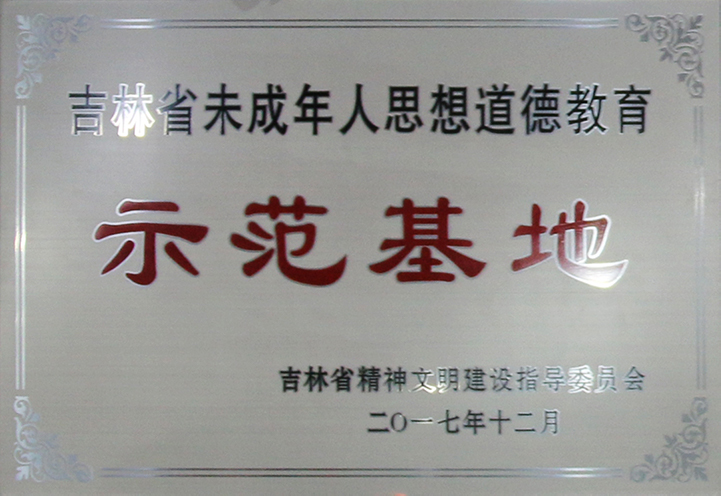 吉林省未成年人思想道德教育
示范基地
吉林省精神文明建设指导委员会
二〇一七年十二月